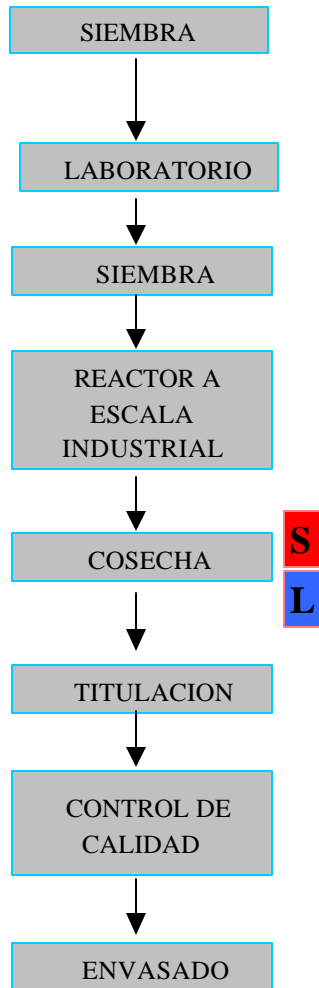 SIEMBRA
LABORATORIO
SIEMBRA
REACTOR A
ESCALA
INDUSTRIAL
COSECHA
S
L
TITULACION
CONTROL DE
CALIDAD
ENVASADO